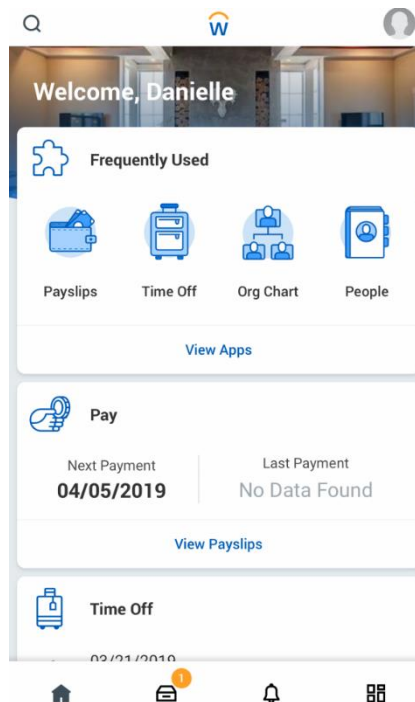 w
Welcome, Danielle
Frequently Used
Payslips Time Off Org Chart People
View Apps
Pay
Next Payment Last Payment
04/05/2019 No Data Found
View Payslips
Time Off
03/21/2019
1